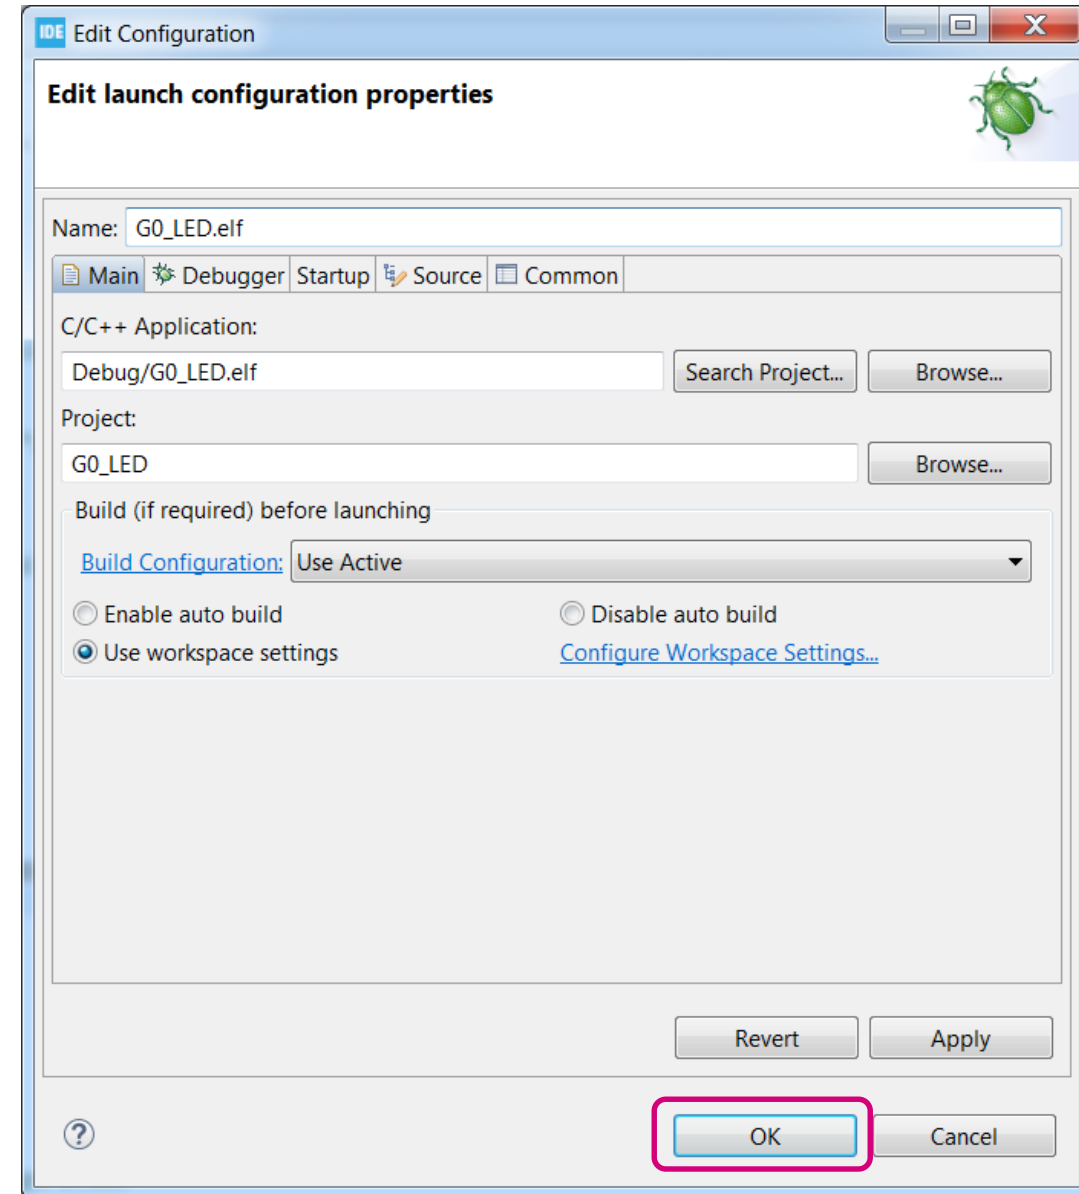 IDE Edit Configuration
X
Edit launch configuration properties
Name: G0_LED.elf
Main Debugger Startup Source Common
C/C++ Application:
Debug/G0_LED.elf Search Project... Browse...
Project:
G0_LED Browse...
Build (if required) before launching
Build Configuration: Use Active
Enable auto build Disable auto build
Use workspace settings Configure Workspace Settings...
Revert Apply
? OK Cancel